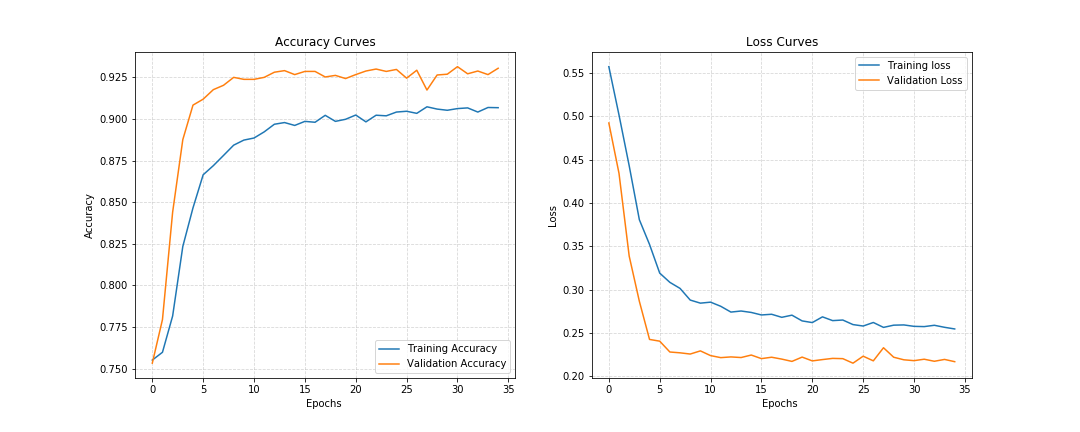 Accuracy Curves
Accuracy
0.925
0.900
0.875
0.850
0.825
0.800
0.775
0.750
Training Accuracy
Validation Accuracy
0 5 10 15 20 25 30 35
Epochs
Loss Curves
Loss
0.55
0.50
0.45
0.40
0.35
0.30
0.25
0.20
Training loss
Validation Loss
0 5 10 15 20 25 30 35
Epochs